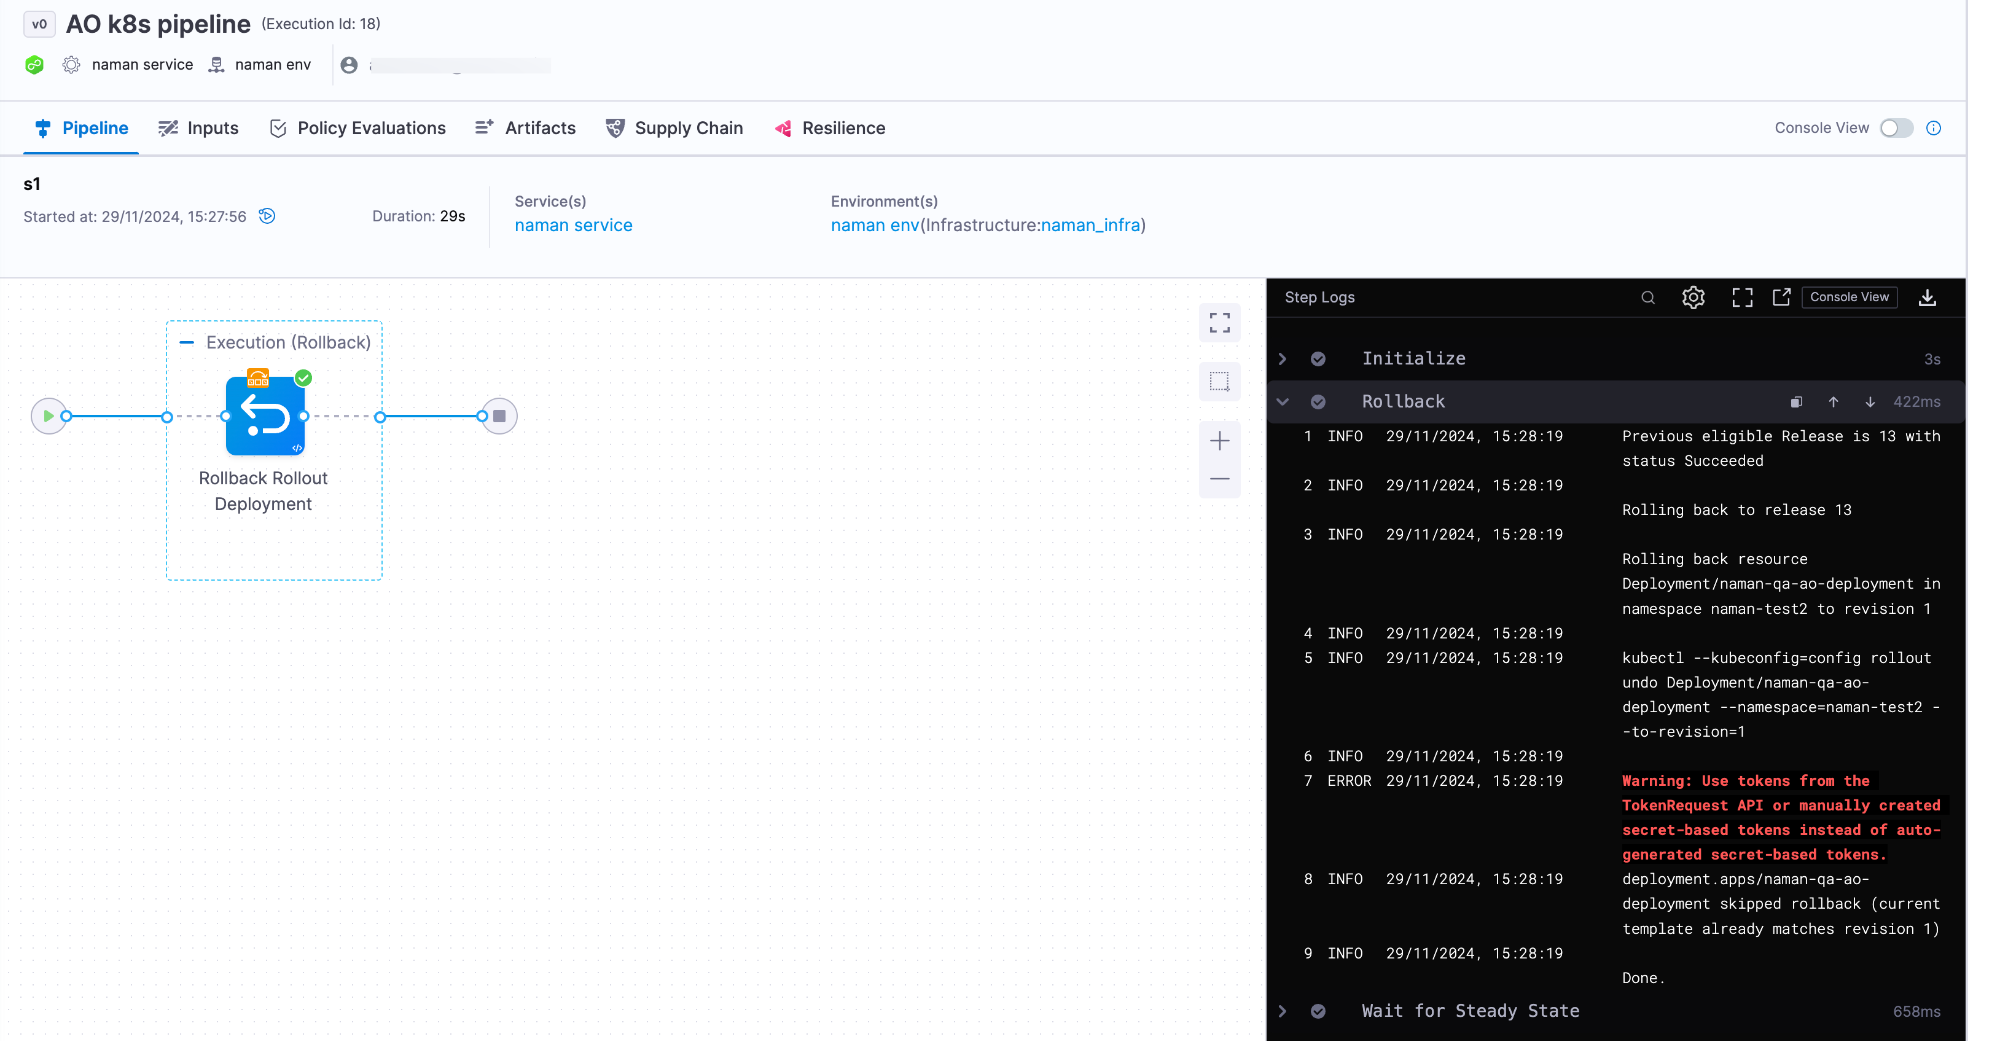 v0 AO k8s pipeline (Execution Id: 18)
naman service naman env
Pipeline Inputs Policy Evaluations Artifacts Supply Chain Resilience Console View
s1
Started at: 29/11/2024, 15:27:56 Duration: 29s
Service(s)
naman service
Environment(s)
naman env(Infrastructure:naman_infra)
Execution (Rollback)
Rollback Rollout
Deployment
Step Logs Console View
Initialize 3s
Rollback 422ms
1 INFO 29/11/2024, 15:28:19 Previous eligible Release is 13 with
status Succeeded
2 INFO 29/11/2024, 15:28:19
Rolling back to release 13
3 INFO 29/11/2024, 15:28:19
Rolling back resource
Deployment/naman-qa-ao-deployment in
namespace naman-test2 to revision 1
4 INFO 29/11/2024, 15:28:19
5 INFO 29/11/2024, 15:28:19 kubectl --kubeconfig=config rollout
undo Deployment/naman-qa-ao-
deployment --namespace=naman-test2 -
-to-revision=1
6 INFO 29/11/2024, 15:28:19
7 ERROR 29/11/2024, 15:28:19 Warning: Use tokens from the
TokenRequest API or manually created
secret-based tokens instead of auto-
generated secret-based tokens.
8 INFO 29/11/2024, 15:28:19 deployment.apps/naman-qa-ao-
deployment skipped rollback (current
template already matches revision 1)
9 INFO 29/11/2024, 15:28:19
Done.
Wait for Steady State 658ms